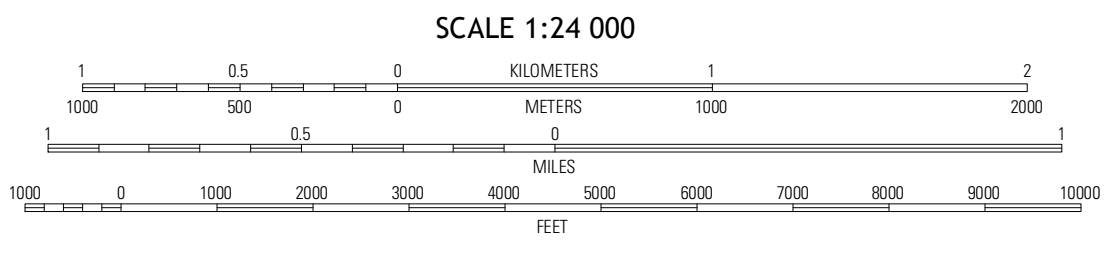 SCALE 1:24 000
1 0.5 0 KILOMETERS 1 2
1000 500 0 METERS 1000 2000
1 0.5 0 1
MILES
1000 0 1000 2000 3000 4000 5000 6000 7000 8000 9000 10000
FEET